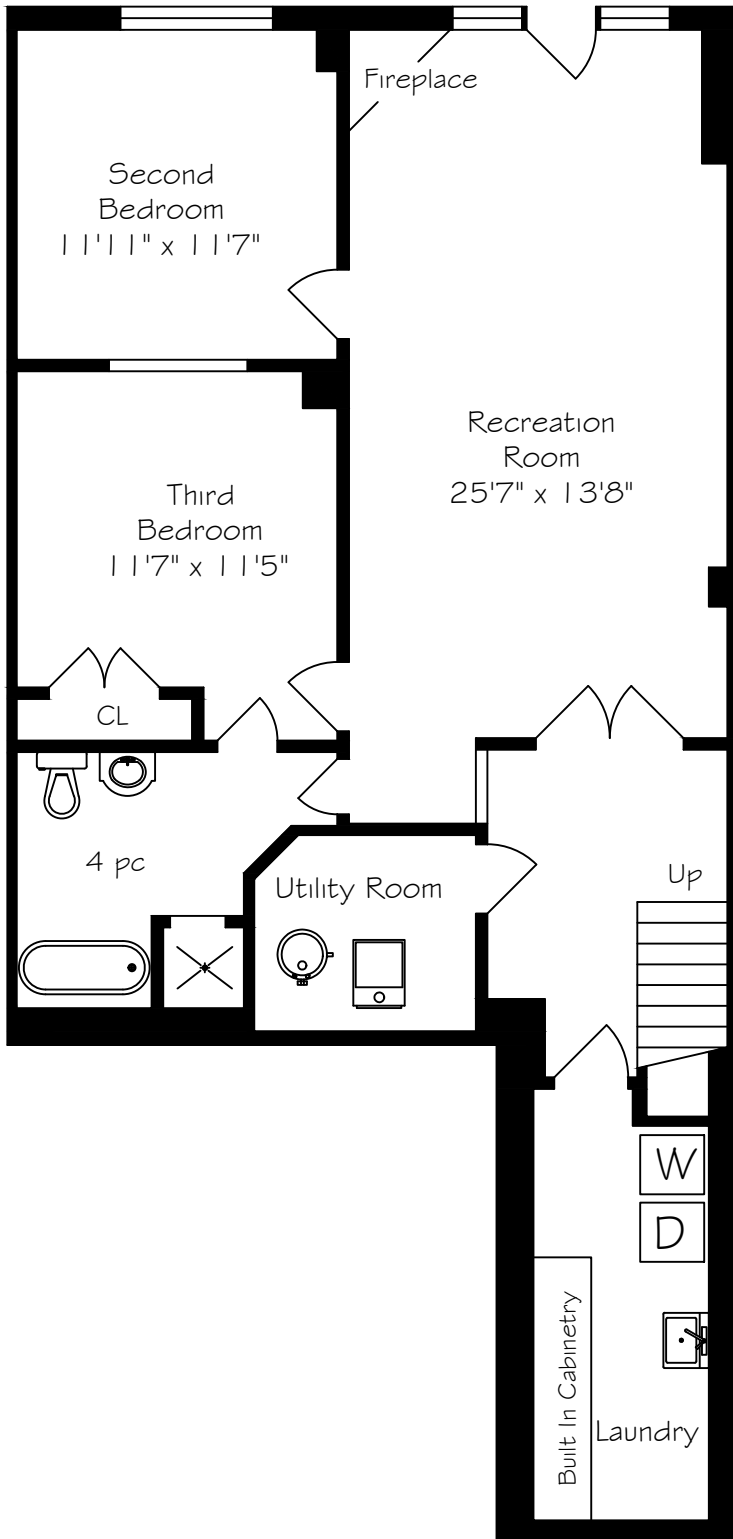 Fireplace
Second
Bedroom
11'11" x 11'7"
Recreation
Room
25'7" x 13'8"
Third
Bedroom
11'7" x 11'5"
CL
4 pc
Utility Room
Up
W
D
Built In Cabinetry
Laundry